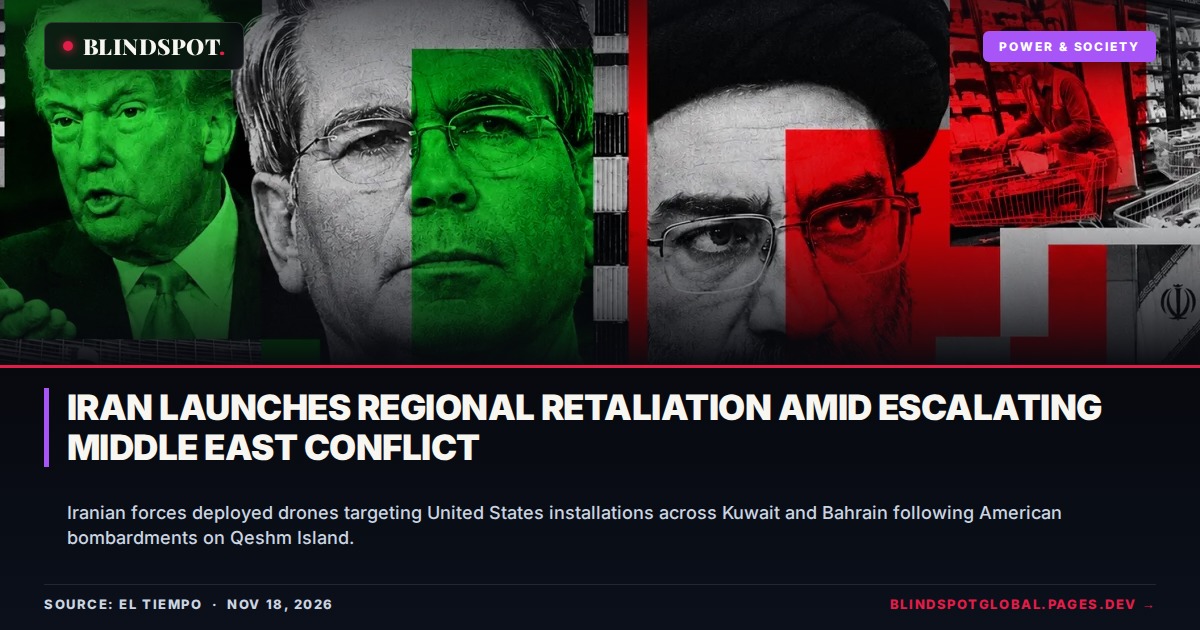 BLINDSPOT.
POWER & SOCIETY
IRAN LAUNCHES REGIONAL RETALIATION AMID ESCALATING
MIDDLE EAST CONFLICT
Iranian forces deployed drones targeting United States installations across Kuwait and Bahrain following American
bombardments on Qeshm Island.
SOURCE: EL TIEMPO · NOV 18, 2026
BLINDSPOTGLOBAL.PAGES.DEV →